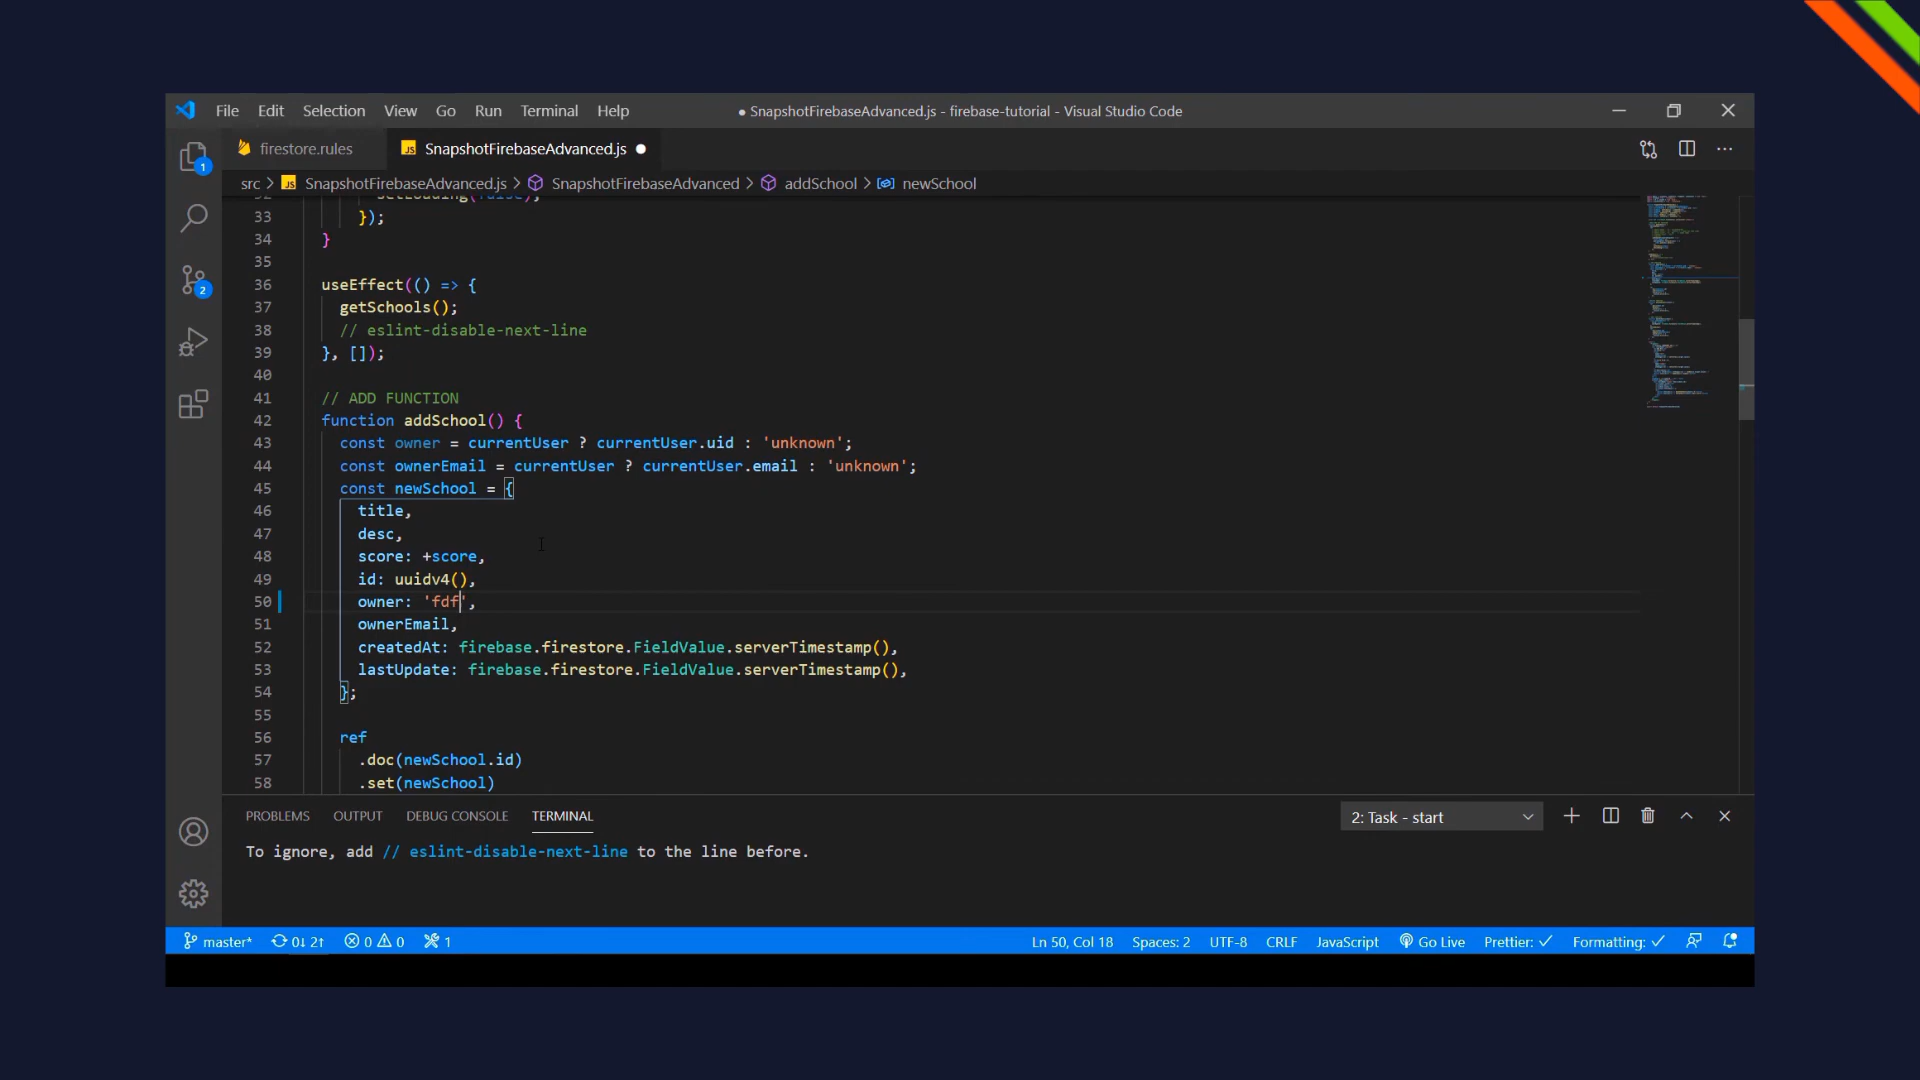 File Edit Selection View Go Run Terminal Help ● SnapshotFirebaseAdvanced.js - firebase-tutorial - Visual Studio Code
firestore.rules JS SnapshotFirebaseAdvanced.js
1
src > JS SnapshotFirebaseAdvanced.js > SnapshotFirebaseAdvanced > addSchool > newSchool
32 setLoading(false);
33 });
34 }
35
36 useEffect(() => {
37 getSchools();
38 // eslint-disable-next-line
39 }, []);
40
41 // ADD FUNCTION
42 function addSchool() {
43 const owner = currentUser ? currentUser.uid : 'unknown';
44 const ownerEmail = currentUser ? currentUser.email : 'unknown';
45 const newSchool = {
46 title,
47 desc,
48 score: +score,
49 id: uuidv4(),
50 owner: 'fdf',
51 ownerEmail,
52 createdAt: firebase.firestore.FieldValue.serverTimestamp(),
53 lastUpdate: firebase.firestore.FieldValue.serverTimestamp(),
54 };
55
56 ref
57 .doc(newSchool.id)
58 .set(newSchool)
2
PROBLEMS OUTPUT DEBUG CONSOLE TERMINAL 2: Task - start
To ignore, add // eslint-disable-next-line to the line before.
master* 0↓ 2↑ 0 0 1 Ln 50, Col 18 Spaces: 2 UTF-8 CRLF JavaScript Go Live Prettier: ✓ Formatting: ✓